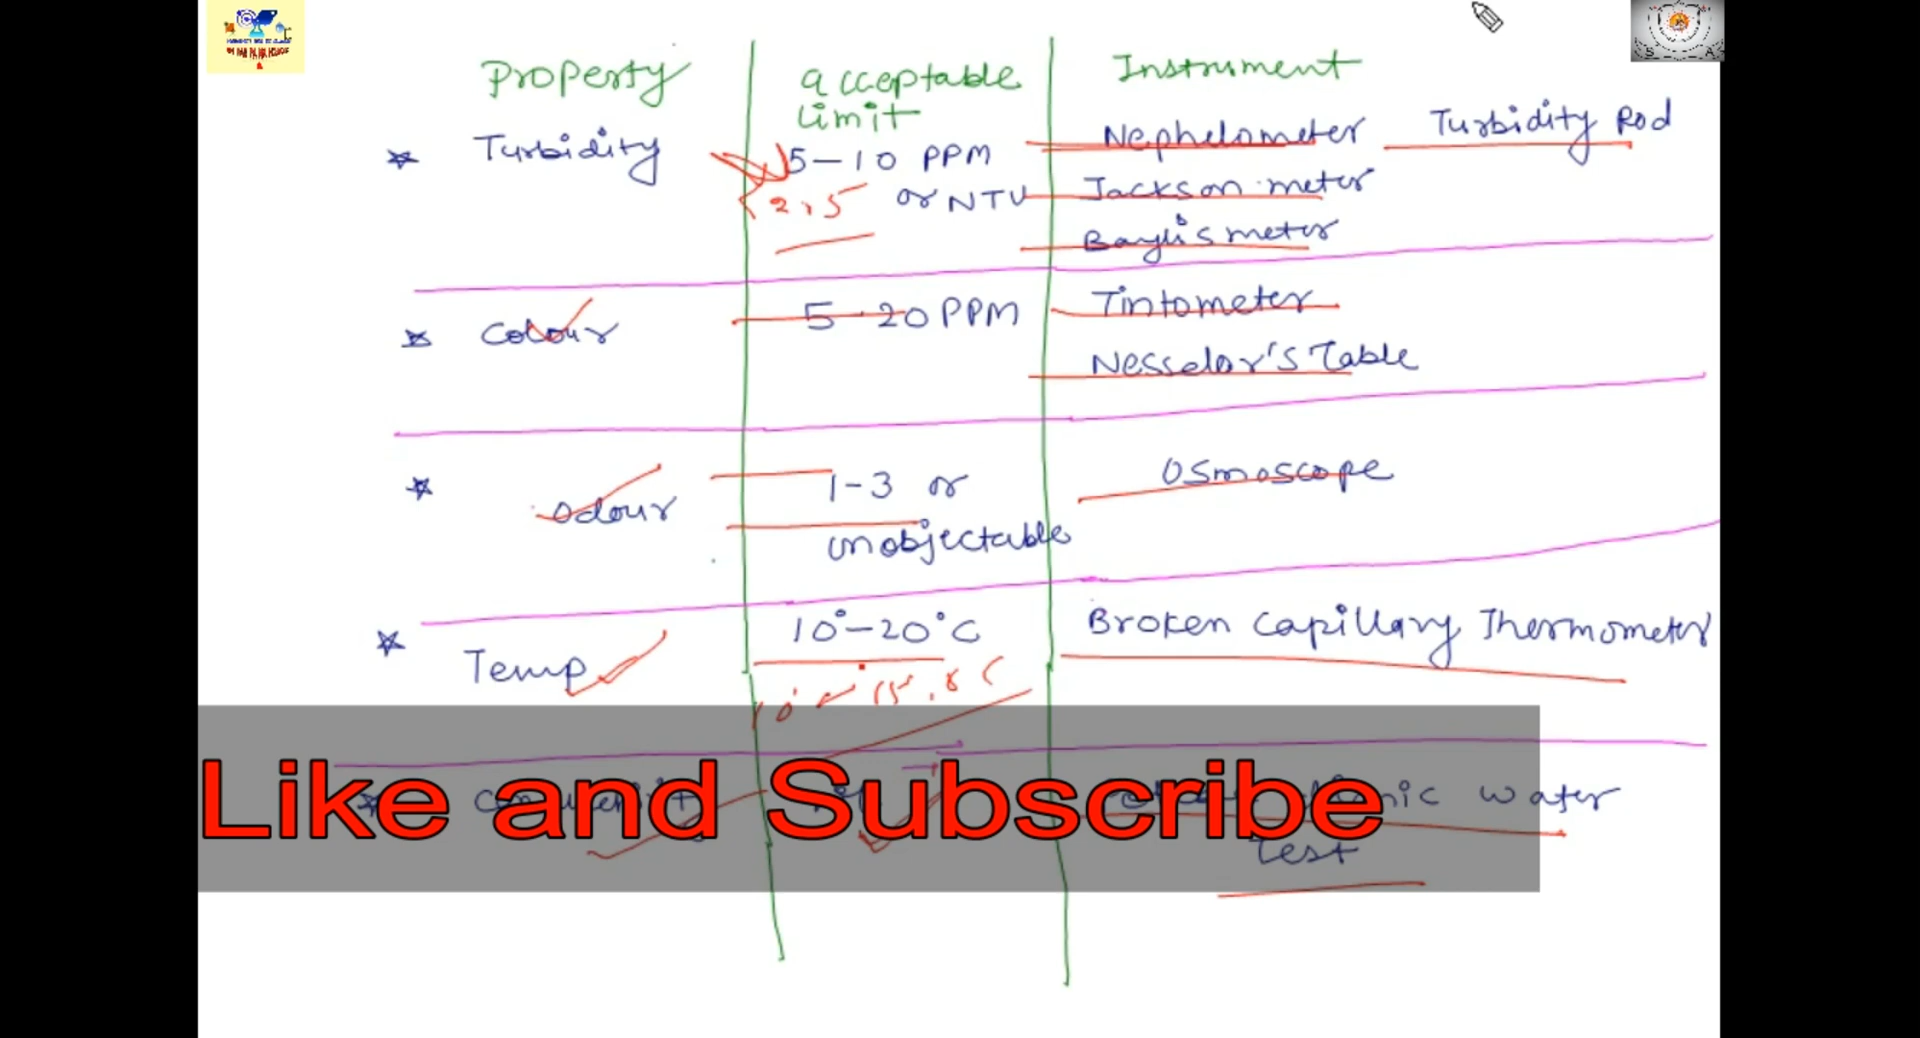 Property acceptable limit Instrument
* Turbidity 5-10 PPM Nephelometer Turbidity Rod
2.5 or NTU Jackson meter
Baylis meter
* Colour 5-20 PPM Tintometer
Nesselar's Table
* Odour 1-3 or Osmoscope
unobjectable
* Temp 10°-20°C Broken Capillary Thermometer
Like and Subscribe
water
Test